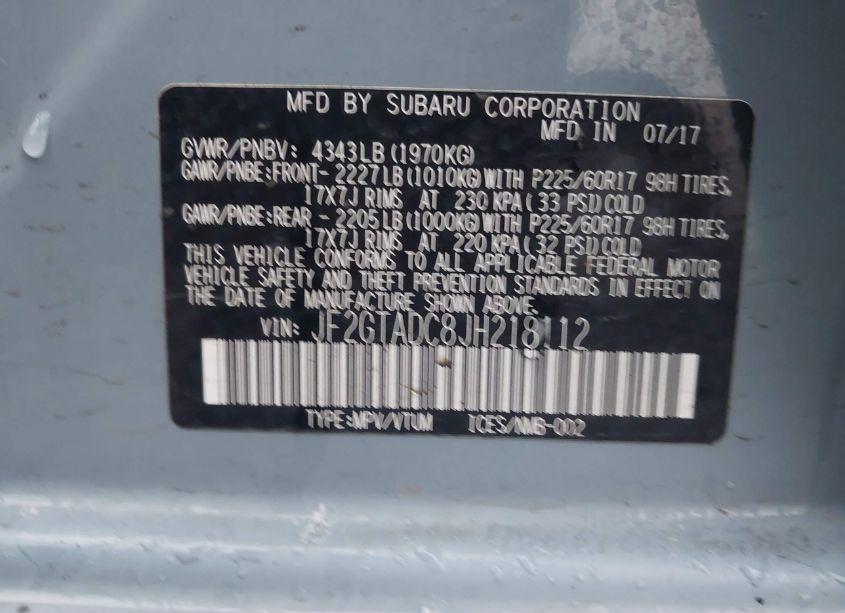 MFD BY SUBARU CORPORATION
MFD IN 07/17
GVWR/PNBV: 4343LB(1970KG)
GAWR/PNBE:FRONT- 2227LB(1010KG)WITH P225/60R17 98H TIRES,
17X7J RIMS AT 230 KPA(33 PSI)COLD
GAWR/PNBE:REAR - 2205LB(1000KG)WITH P225/60R17 98H TIRES,
17X7J RIMS AT 220 KPA(32 PSI)COLD
THIS VEHICLE CONFORMS TO ALL APPLICABLE FEDERAL MOTOR
VEHICLE SAFETY AND THEFT PREVENTION STANDARDS IN EFFECT ON
THE DATE OF MANUFACTURE SHOWN ABOVE.
VIN: JF2GTADC8JH218112
TYPE:MPV/VTUM ICES/NMB-002